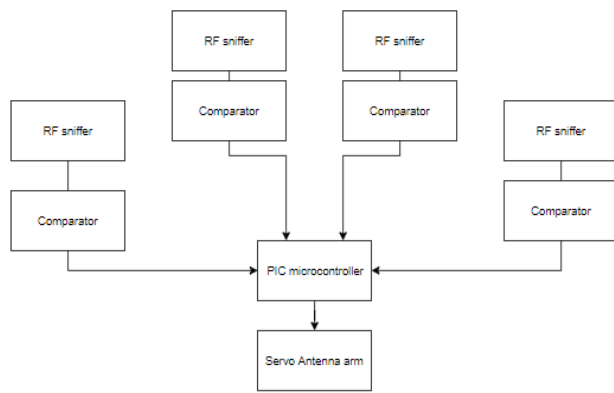 RF sniffer
RF sniffer
Comparator
Comparator
RF sniffer
RF sniffer
Comparator
Comparator
PIC microcontroller
Servo Antenna arm